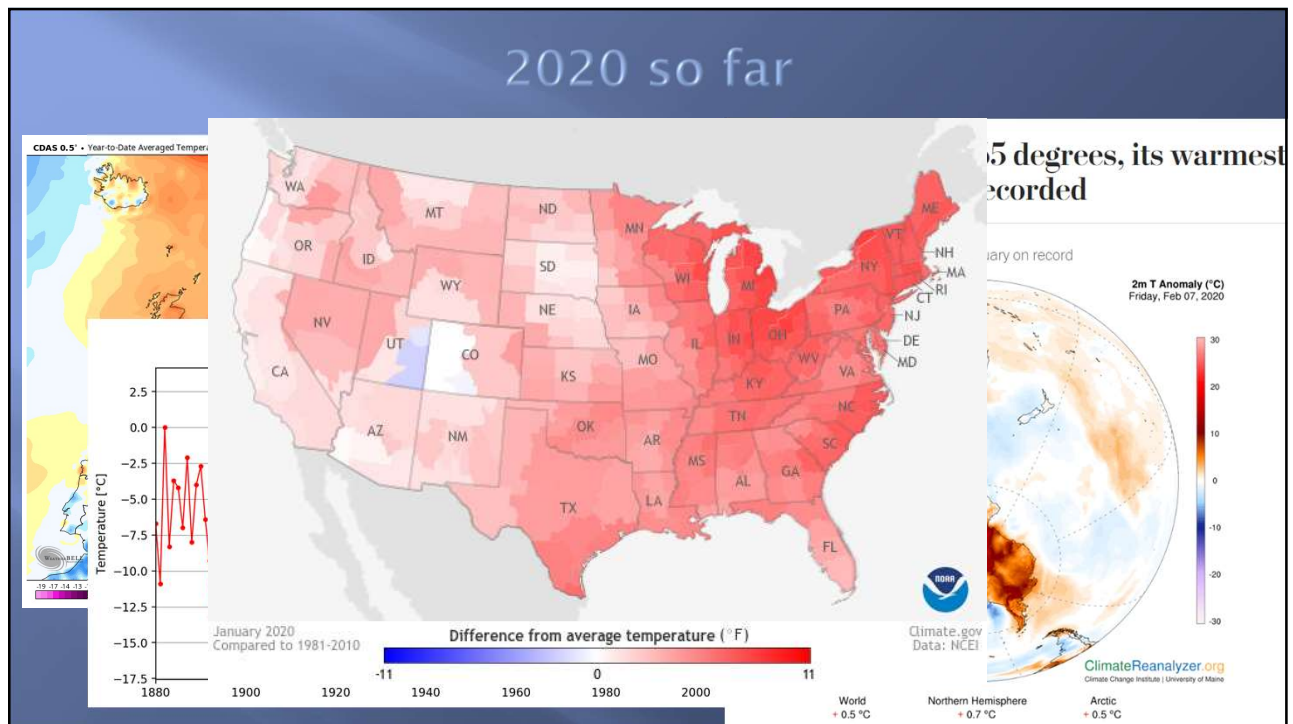 2020 so far
CDAS 0.5° • Year-to-Date Averaged
5 degrees, its warmest
ecorded
uary on record
2m T Anomaly (°C)
Friday, Feb 07, 2020
30
20
10
0
-10
-20
-30
ClimateReanalyzer.org
Climate Change Institute | University of Maine
World
Northern Hemisphere
Arctic
+ 0.5 °C
+ 0.7 °C
+ 0.5 °C
WA
MT
ND
MN
ME
OR
ID
SD
WI
VT
NH
NY
MA
WY
MI
RI
CT
NE
IA
PA
NJ
NV
UT
CO
IL
IN
OH
DE
MD
WV
VA
CA
KS
MO
KY
NC
TN
AZ
NM
OK
AR
SC
MS
AL
GA
TX
LA
FL
NOAA
January 2020
Compared to 1981-2010
Difference from average temperature (°F)
-11
0
11
Climate.gov
Data: NCEI
Temperature [°C]
2.5
0.0
−2.5
−5.0
−7.5
−10.0
−12.5
−15.0
−17.5
1880
1900
1920
1940
1960
1980
2000
-19 -17 -14 -13